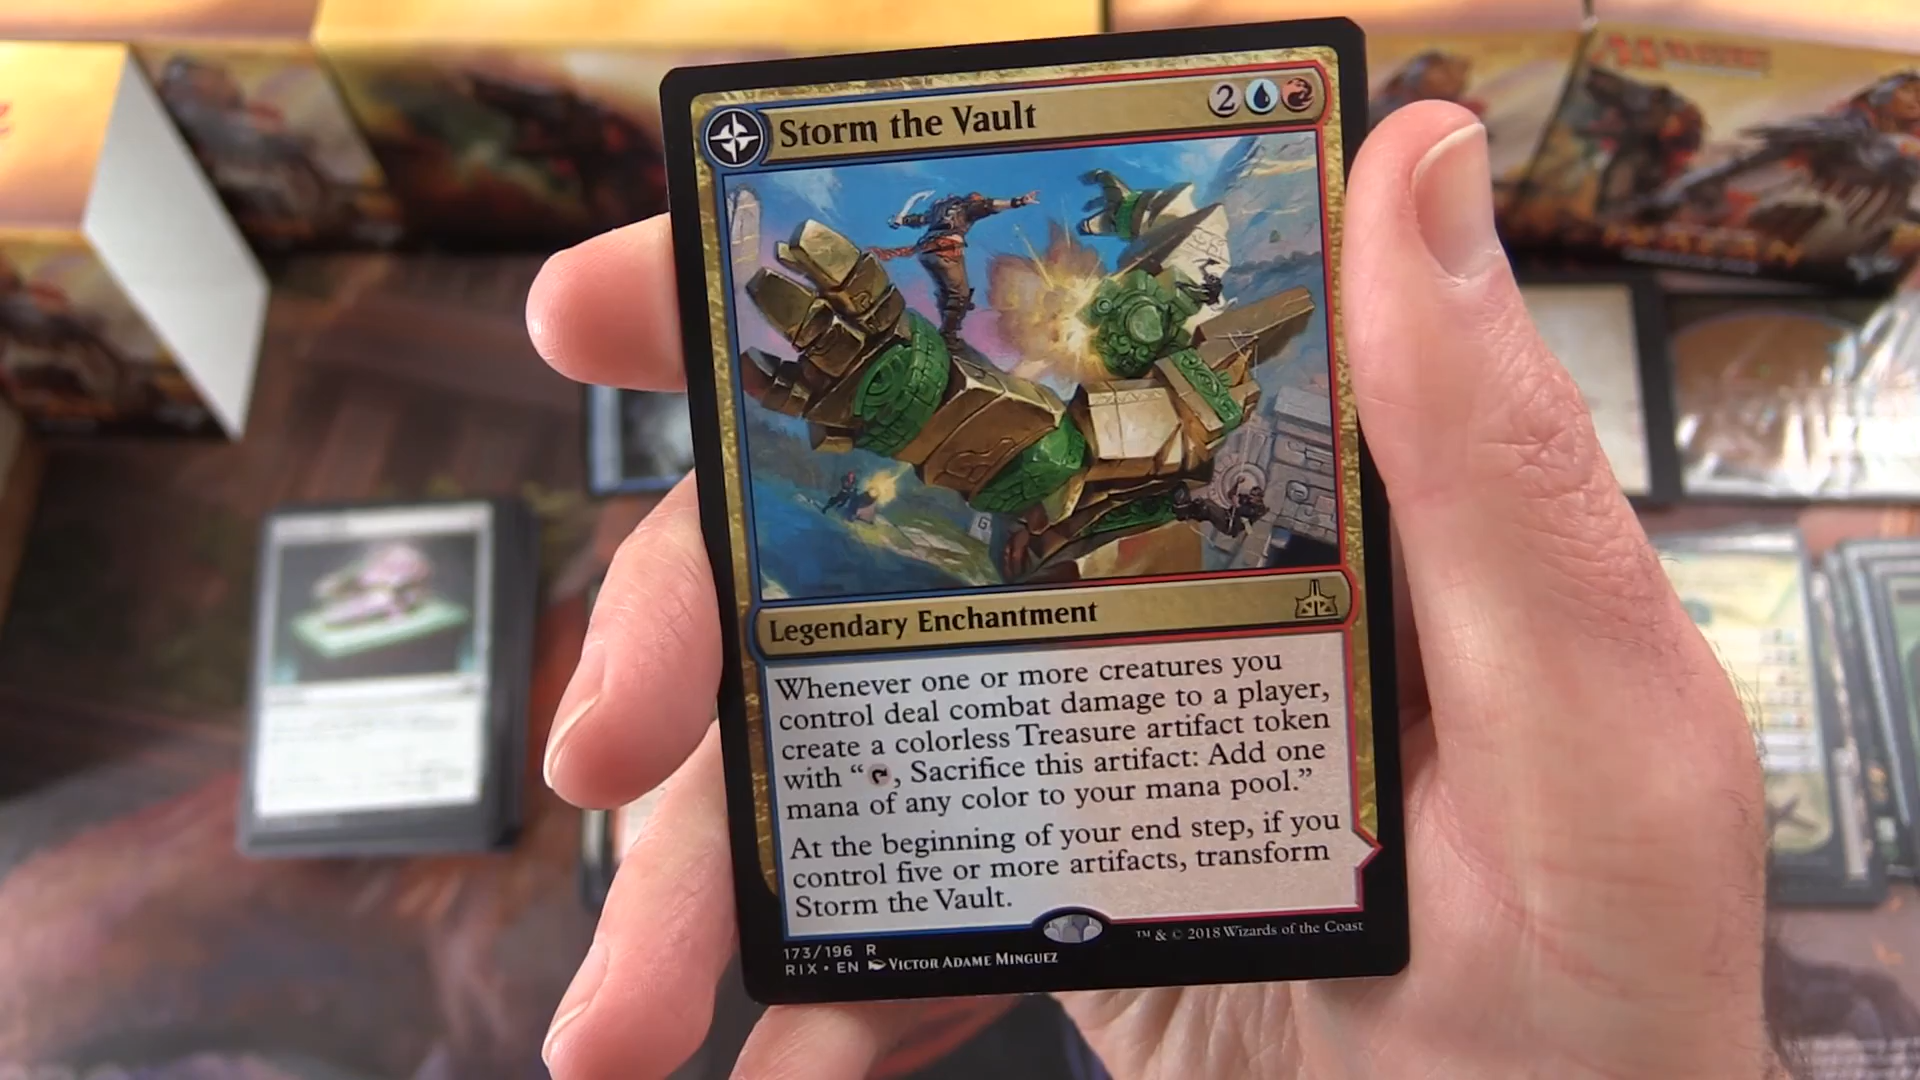 MAGIC
IXALAN
Storm the Vault
2
Legendary Enchantment
Whenever one or more creatures you
control deal combat damage to a player,
create a colorless Treasure artifact token
with “, Sacrifice this artifact: Add one
mana of any color to your mana pool.”
At the beginning of your end step, if you
control five or more artifacts, transform
Storm the Vault.
173/196 R
RIX • EN VICTOR ADAME MINGUEZ
™ & © 2018 Wizards of the Coast